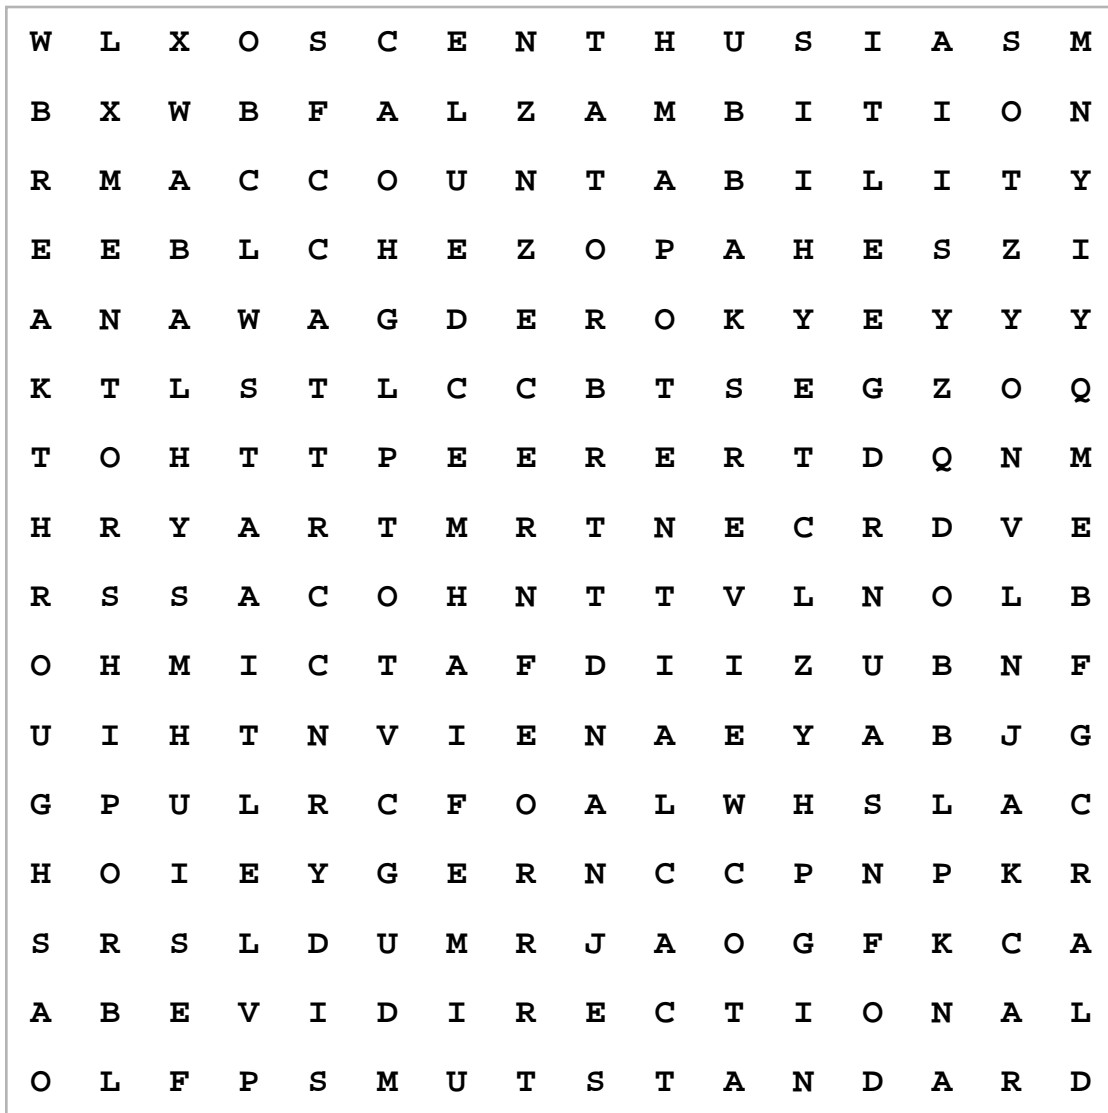 W L X O S C E N T H U S I A S M
B X W B F A L Z A M B I T I O N
R M A C C O U N T A B I L I T Y
E E B L C H E Z O P A H E S Z I
A N A W A G D E R O K Y E Y Y Y
K T L S T L C C B T S E G Z O Q
T O H T T P E E R E R T D Q N M
H R Y A R T M R T N E C R D V E
R S S A C O H N T T V L N O L B
O H M I C T A F D I I Z U B N F
U I H T N V I E N A E Y A B J G
G P U L R C F O A L W H S L A C
H O I E Y G E R N C C P N P K R
S R S L D U M R J A O G F K C A
A B E V I D I R E C T I O N A L
O L F P S M U T S T A N D A R D